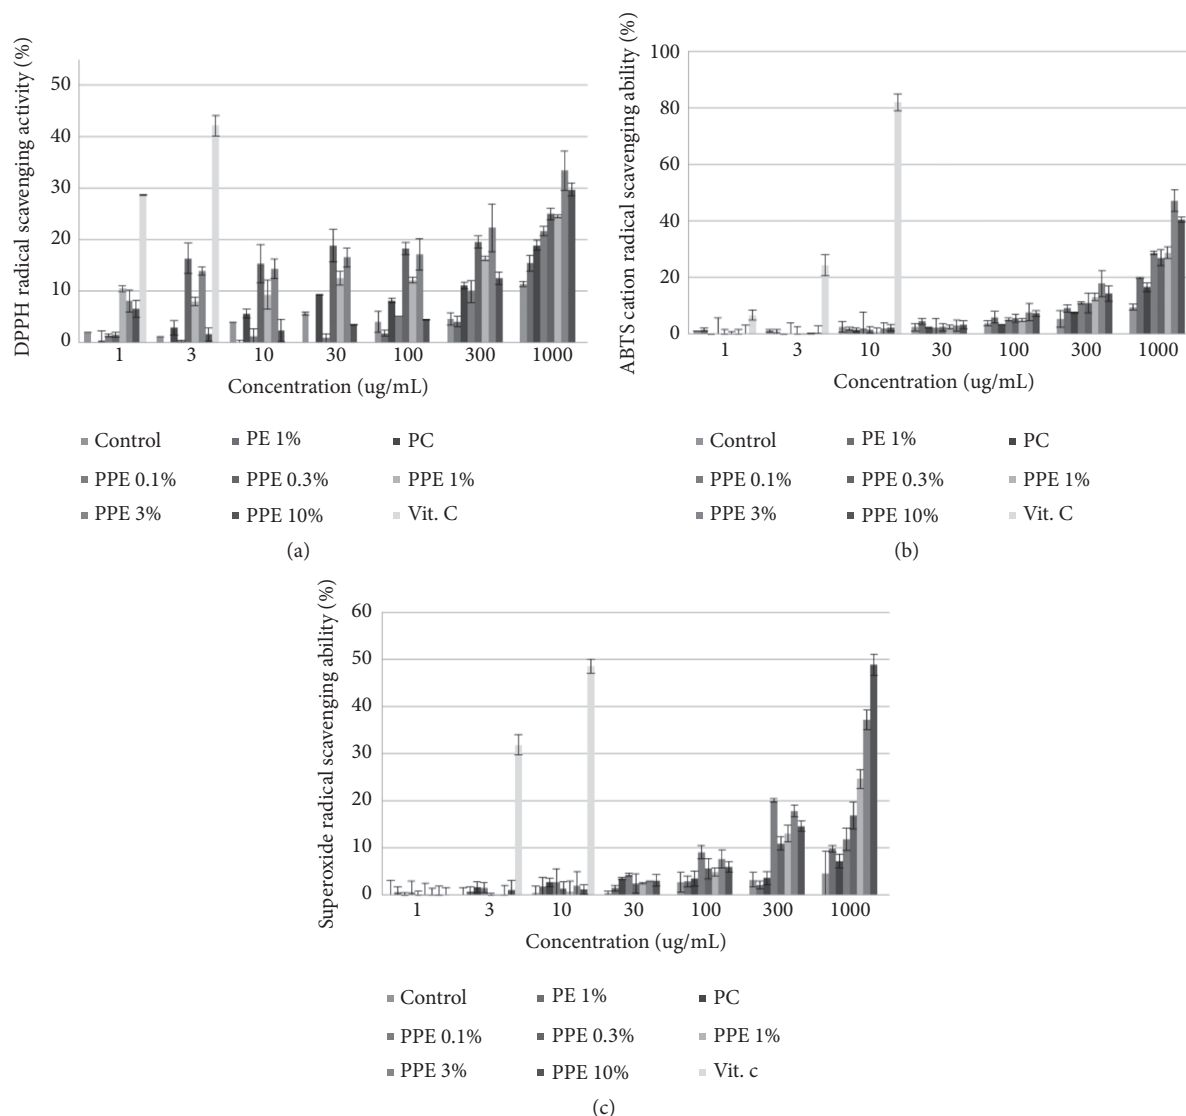 DPPH radical scavenging activity (%)
50
40
30
20
10
0
1 3 10 30 100 300 1000
Concentration (ug/mL)
Control PE 1% PC
PPE 0.1% PPE 0.3% PPE 1%
PPE 3% PPE 10% Vit. C
(a)
ABTS cation radical scavenging ability (%)
100
80
60
40
20
0
1 3 10 30 100 300 1000
Concentration (ug/mL)
Control PE 1% PC
PPE 0.1% PPE 0.3% PPE 1%
PPE 3% PPE 10% Vit. C
(b)
Superoxide radical scavenging ability (%)
60
50
40
30
20
10
0
1 3 10 30 100 300 1000
Concentration (ug/mL)
Control PE 1% PC
PPE 0.1% PPE 0.3% PPE 1%
PPE 3% PPE 10% Vit. c
(c)